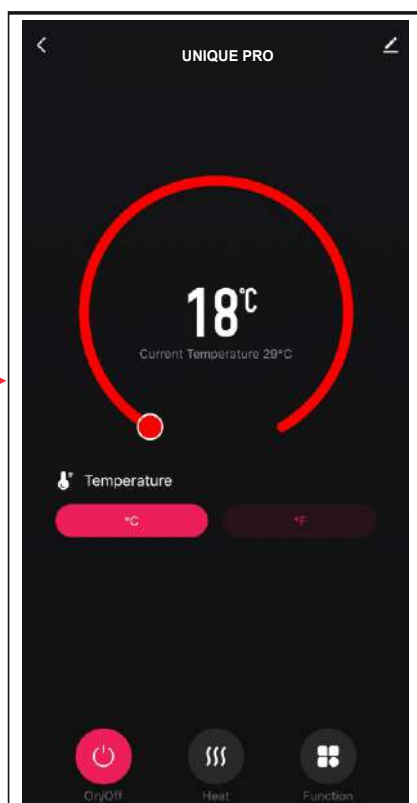 UNIQUE PRO
18°C
Current Temperature 29°C
Temperature
°C °F
On/Off Heat Function